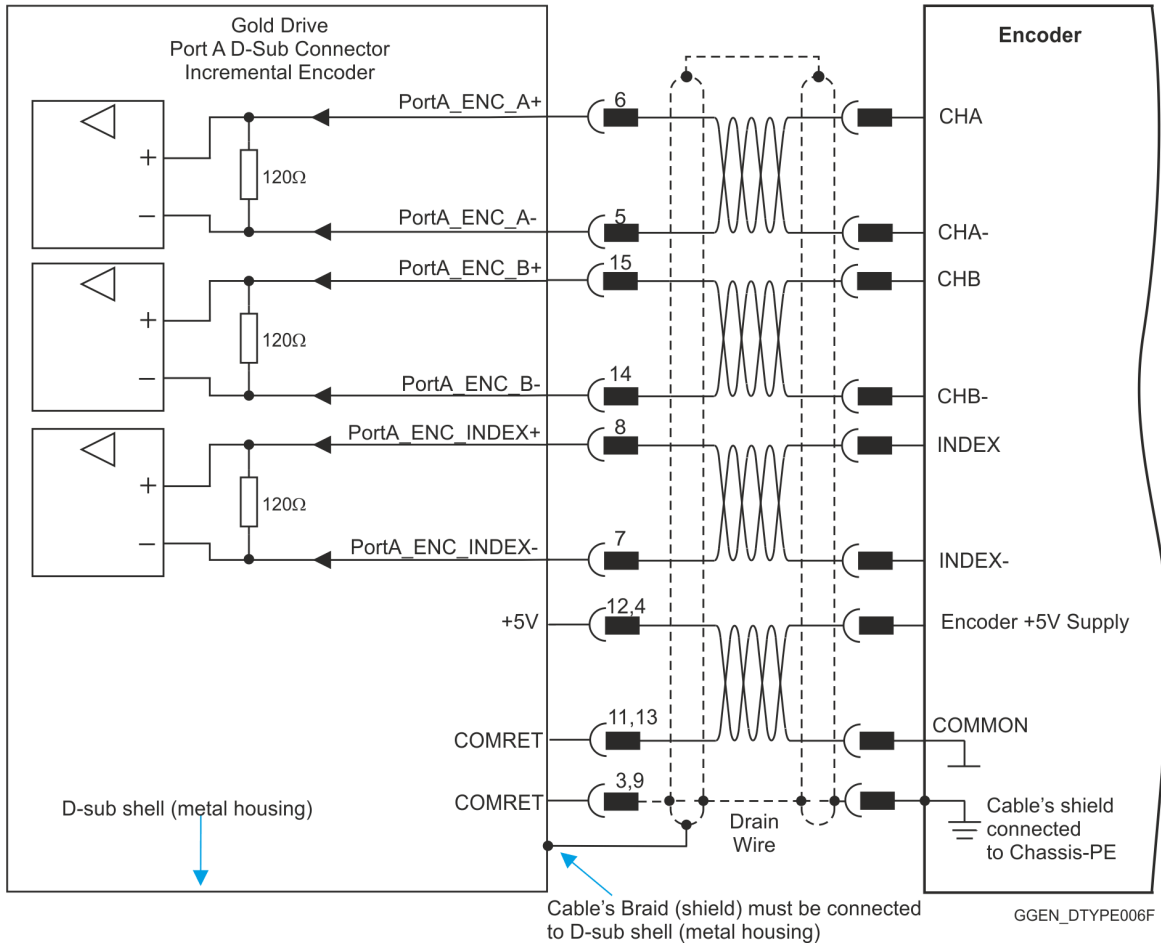 Gold Drive
Port A D-Sub Connector
Incremental Encoder
Encoder
PortA_ENC_A+
6
CHA
+
120Ω
−
PortA_ENC_A-
5
CHA-
PortA_ENC_B+
15
CHB
+
120Ω
−
PortA_ENC_B-
14
CHB-
PortA_ENC_INDEX+
8
INDEX
+
120Ω
−
PortA_ENC_INDEX-
7
INDEX-
+5V
12,4
Encoder +5V Supply
COMRET
11,13
COMMON
COMRET
3,9
Drain
Wire
Cable's shield
connected
to Chassis-PE
D-sub shell (metal housing)
Cable's Braid (shield) must be connected
to D-sub shell (metal housing)
GGEN_DTYPE006F